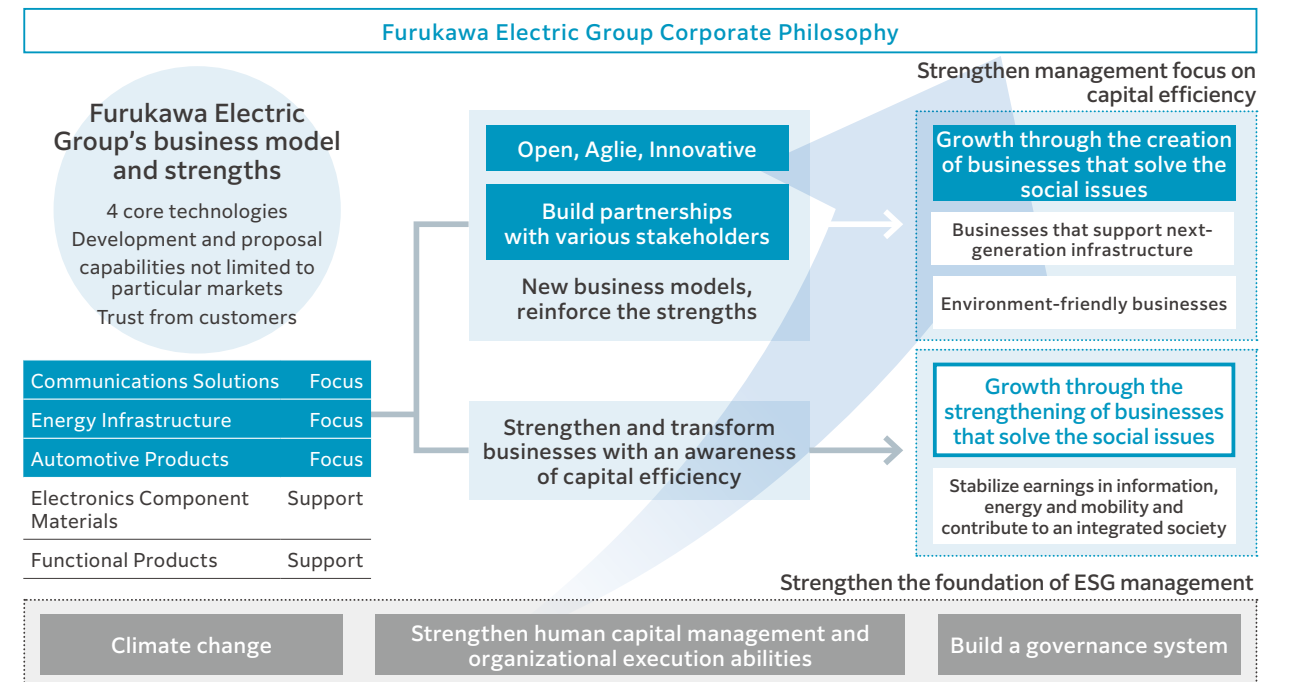 Furukawa Electric Group Corporate Philosophy
Furukawa Electric
Group’s business model
and strengths
4 core technologies
Development and proposal
capabilities not limited to
particular markets
Trust from customers
Communications Solutions Focus
Energy Infrastructure Focus
Automotive Products Focus
Electronics Component Support
Materials
Functional Products Support
Open, Aglie, Innovative
Build partnerships
with various stakeholders
New business models,
reinforce the strengths
Strengthen and transform
businesses with an awareness
of capital efficiency
Strengthen management focus on
capital efficiency
Growth through the creation
of businesses that solve the
social issues
Businesses that support next-
generation infrastructure
Environment-friendly businesses
Growth through the
strengthening of businesses
that solve the social issues
Stabilize earnings in information,
energy and mobility and
contribute to an integrated society
Strengthen the foundation of ESG management
Climate change
Strengthen human capital management and
organizational execution abilities
Build a governance system